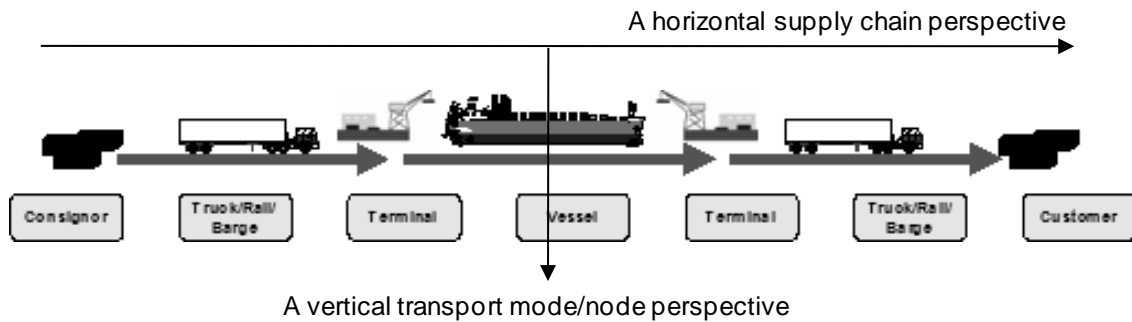 A horizontal supply chain perspective
Consignor
Truck/Rail/
Barge
Terminal
Vessel
Terminal
Truck/Rail/
Barge
Customer
A vertical transport mode/node perspective